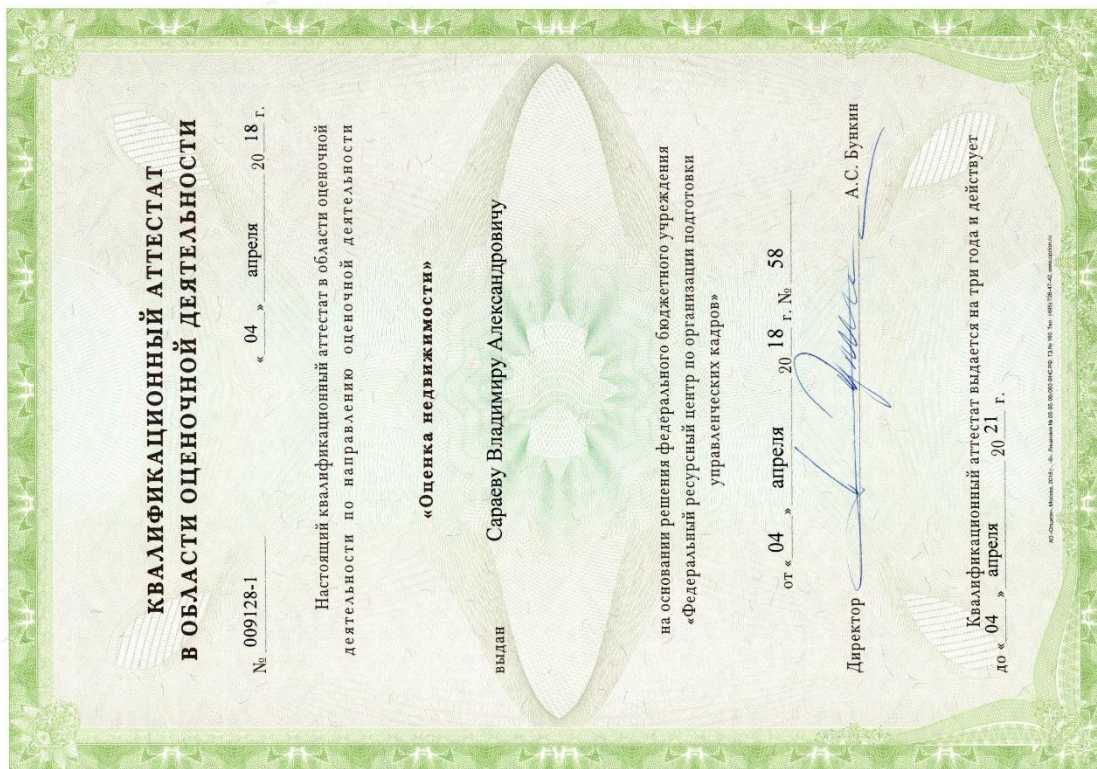 КВАЛИФИКАЦИОННЫЙ АТТЕСТАТ
В ОБЛАСТИ ОЦЕНОЧНОЙ ДЕЯТЕЛЬНОСТИ
№ 009128-1 « 04 » апреля 20 18 г.
Настоящий квалификационный аттестат в области оценочной
деятельности по направлению оценочной деятельности
«Оценка недвижимости»
выдан Сараеву Владимиру Александровичу
на основании решения федерального бюджетного учреждения
«Федеральный ресурсный центр по организации подготовки
управленческих кадров»
от « 04 » апреля 20 18 г. № 58
Директор А.С. Бункин
Квалификационный аттестат выдается на три года и действует
до « 04 » апреля 20 21 г.